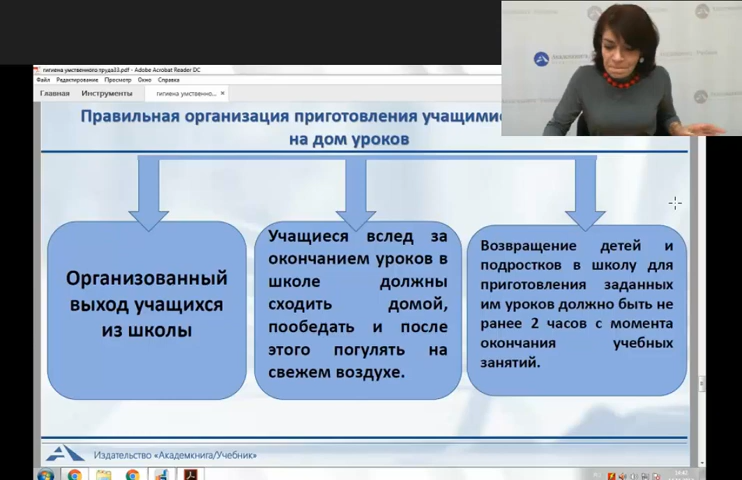 гигиена умственного труда33.pdf - Adobe Acrobat Reader DC
Файл Редактирование Просмотр Окно Справка
Главная Инструменты гигиена умственно...
Правильная организация приготовления
на дом уроков
Организованный
выход учащихся
из школы
Учащиеся вслед за
окончанием уроков в
школе должны
сходить домой,
пообедать и после
этого погулять на
свежем воздухе.
Возвращение детей и
подростков в школу для
приготовления заданных
им уроков должно быть не
ранее 2 часов с момента
окончания учебных
занятий.
Издательство «Академкнига/Учебник»